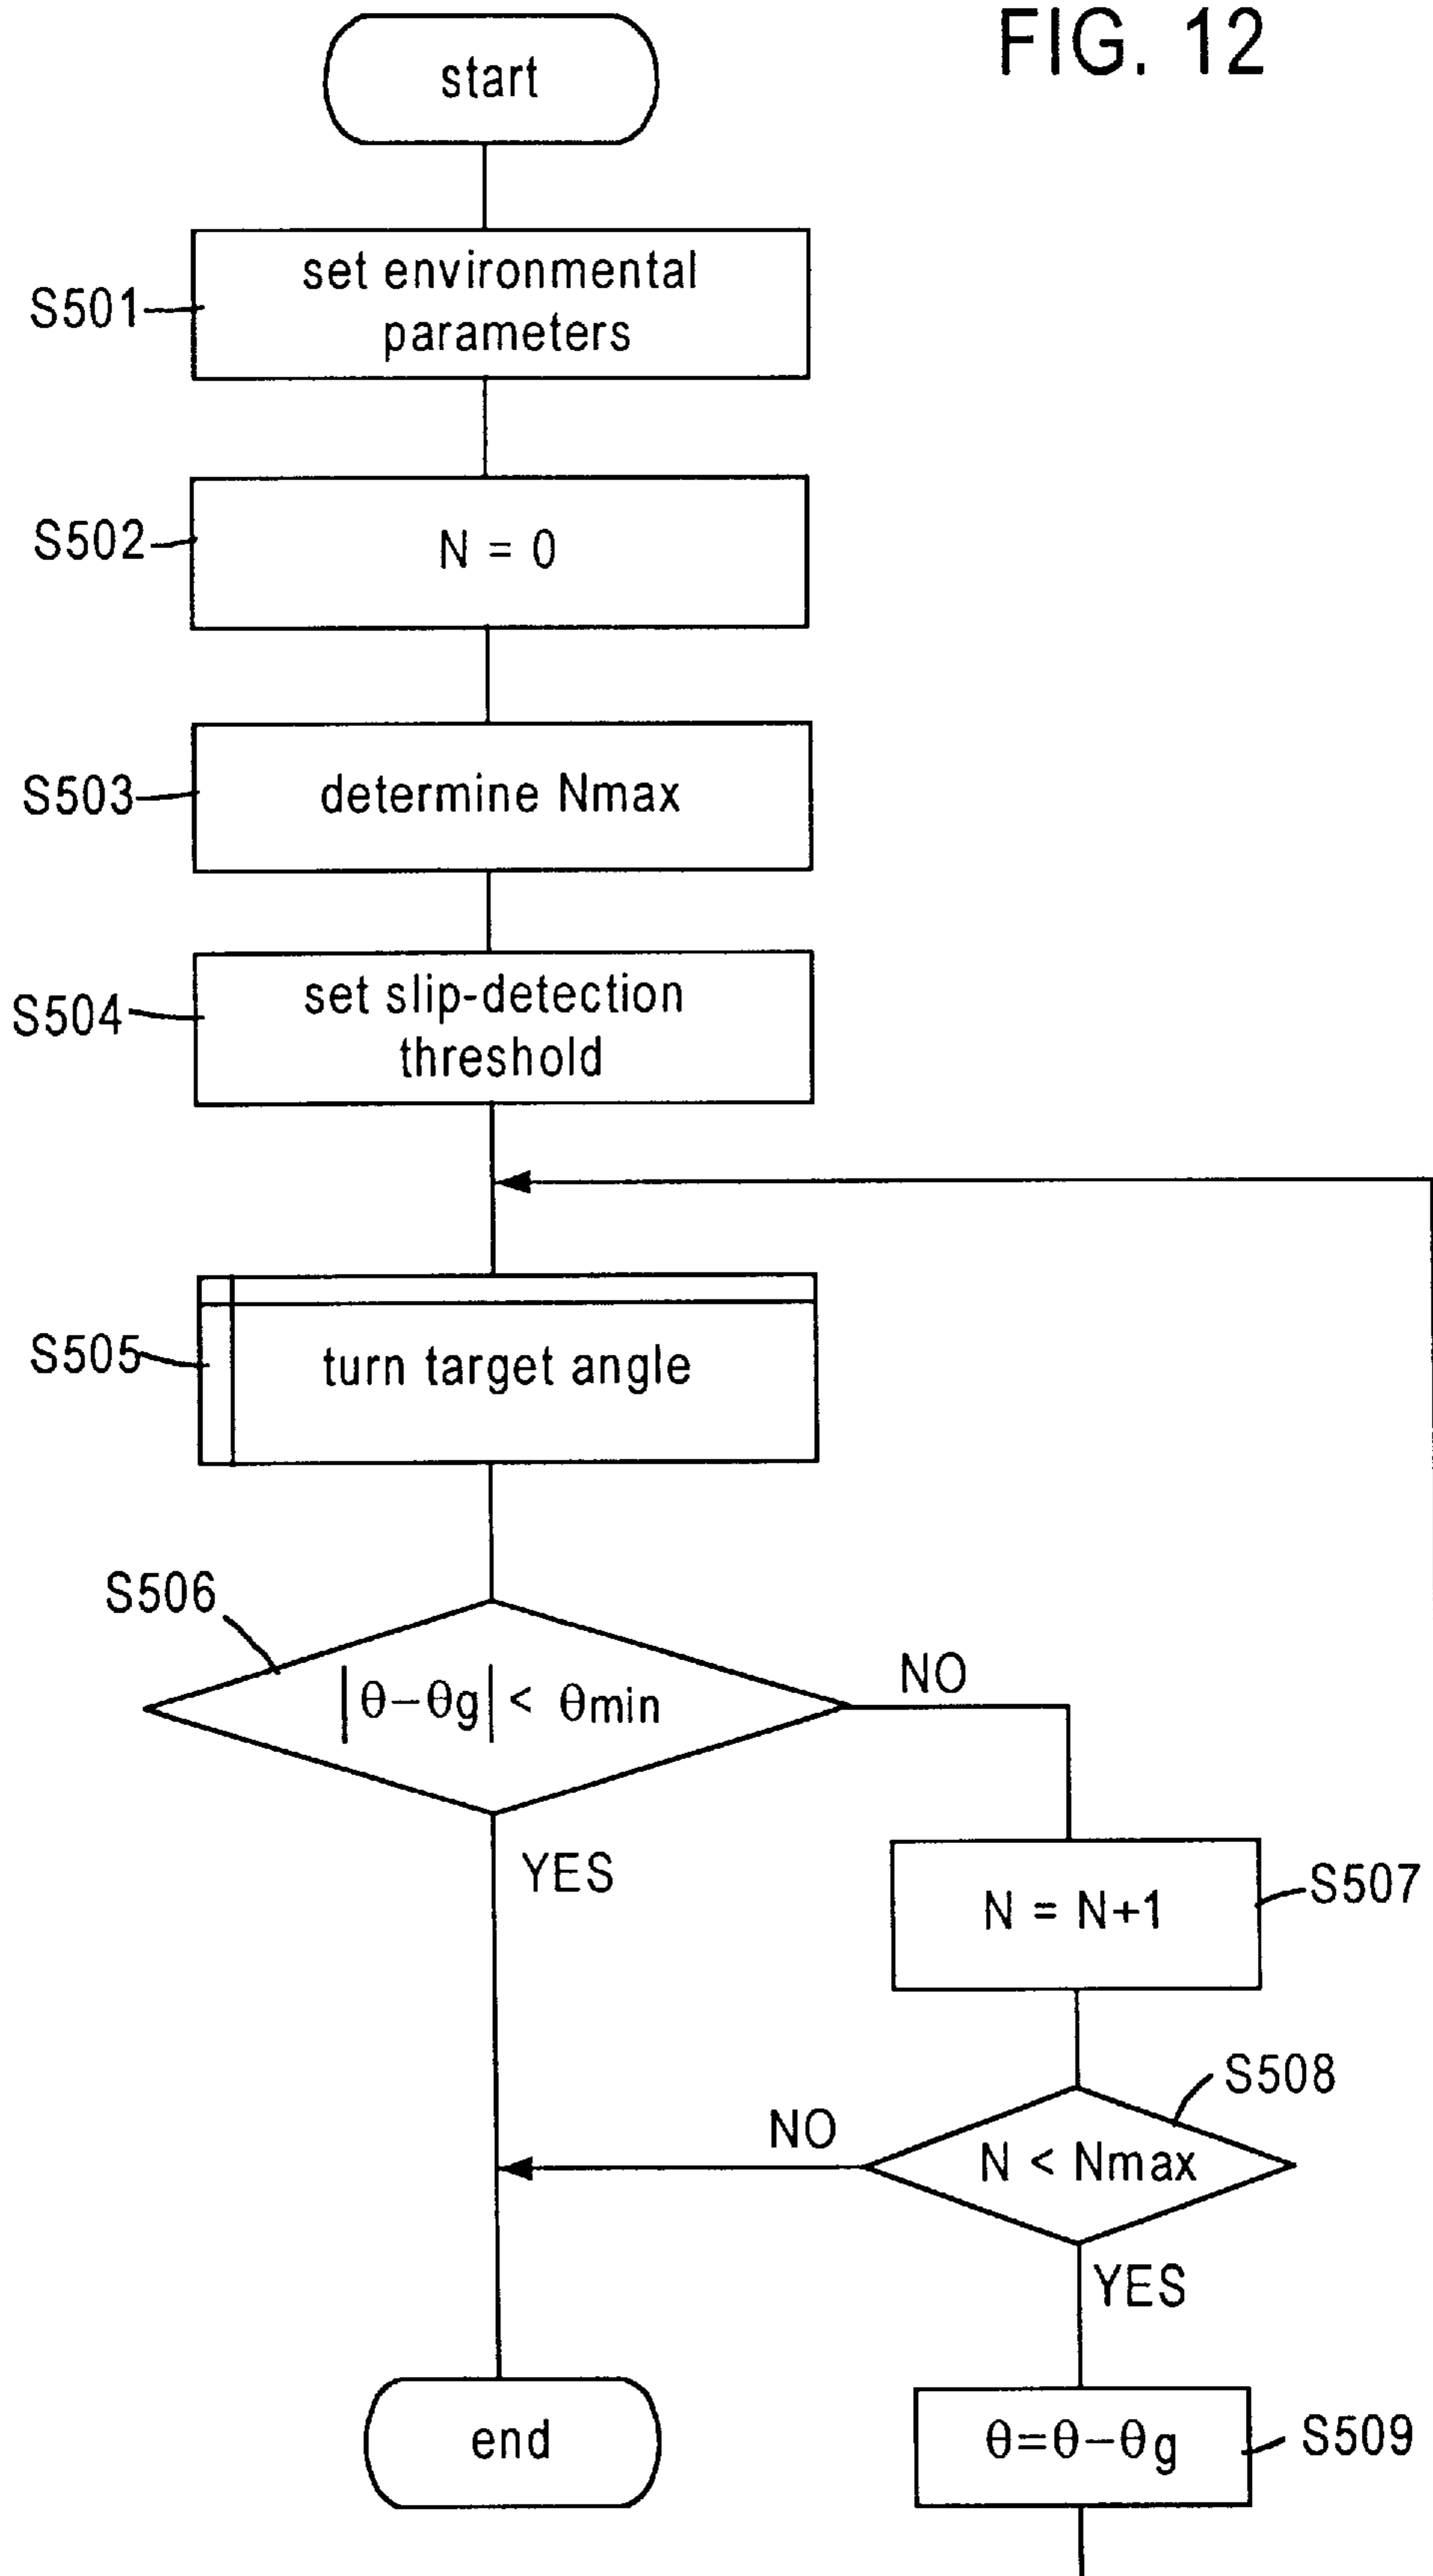 FIG. 12
start
S501
set environmental
parameters
S502
N = 0
S503
determine Nmax
S504
set slip-detection
threshold
S505
turn target angle
S506
|θ−θg| < θmin
NO
YES
N = N+1
S507
S508
NO
N < Nmax
YES
end
θ=θ−θg
S509